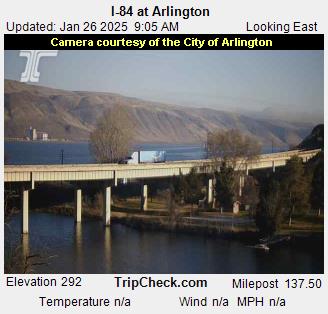 I-84 at Arlington
Updated: Jan 26 2025 9:05 AM Looking East
Camera courtesy of the City of Arlington
Elevation 292 TripCheck.com Milepost 137.50
Temperature n/a Wind n/a MPH n/a